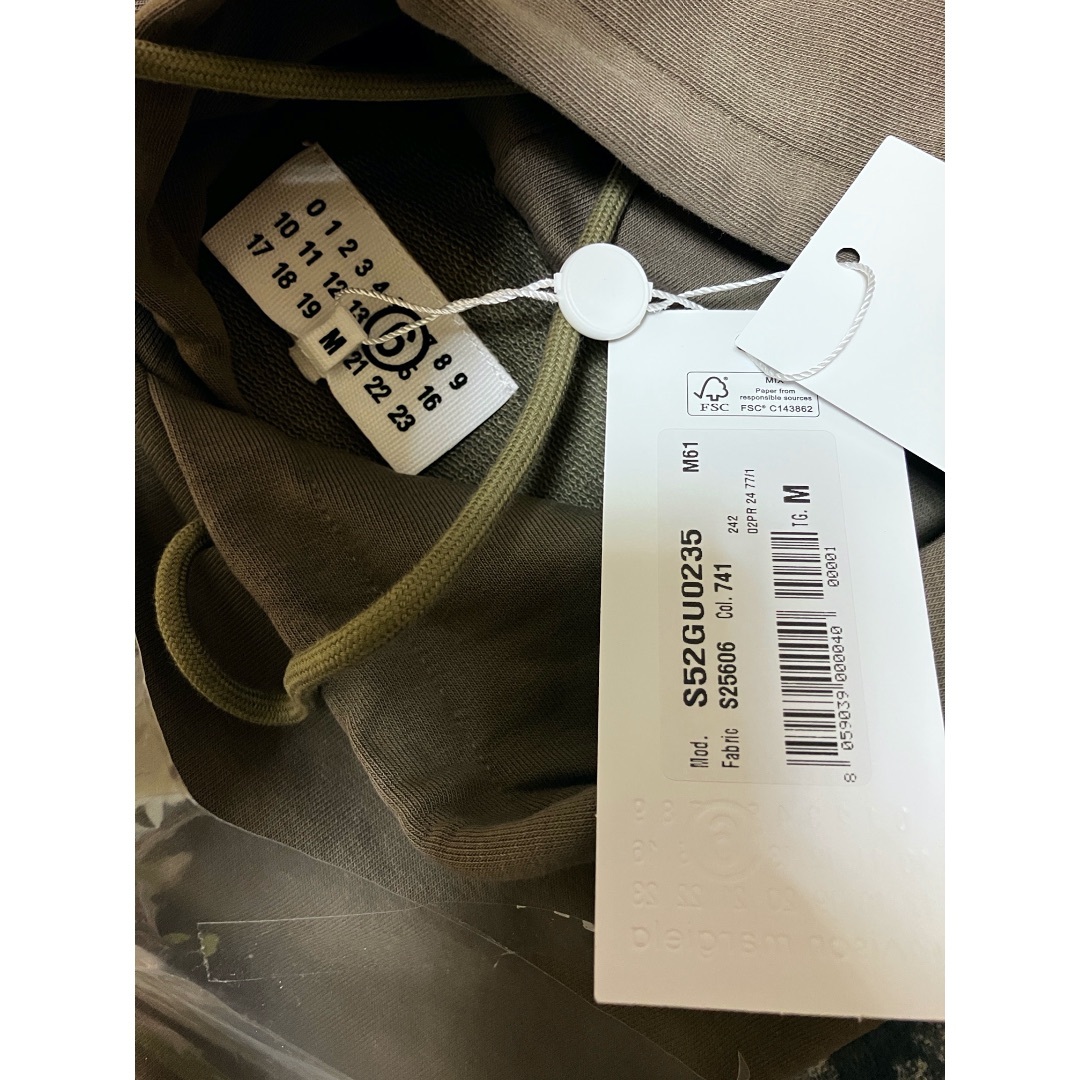 0 1 2 3 4
8 9
10 11 12 13
6
16
17 18 19
21 22 23
M
MIX
Paper from
responsible sources
FSC® C143862
FSC
M61
Mod. S52GU0235
Fabric S25606 Col. 741
242
02PR 24 77/1
TG. M
00001
8 059039 000040